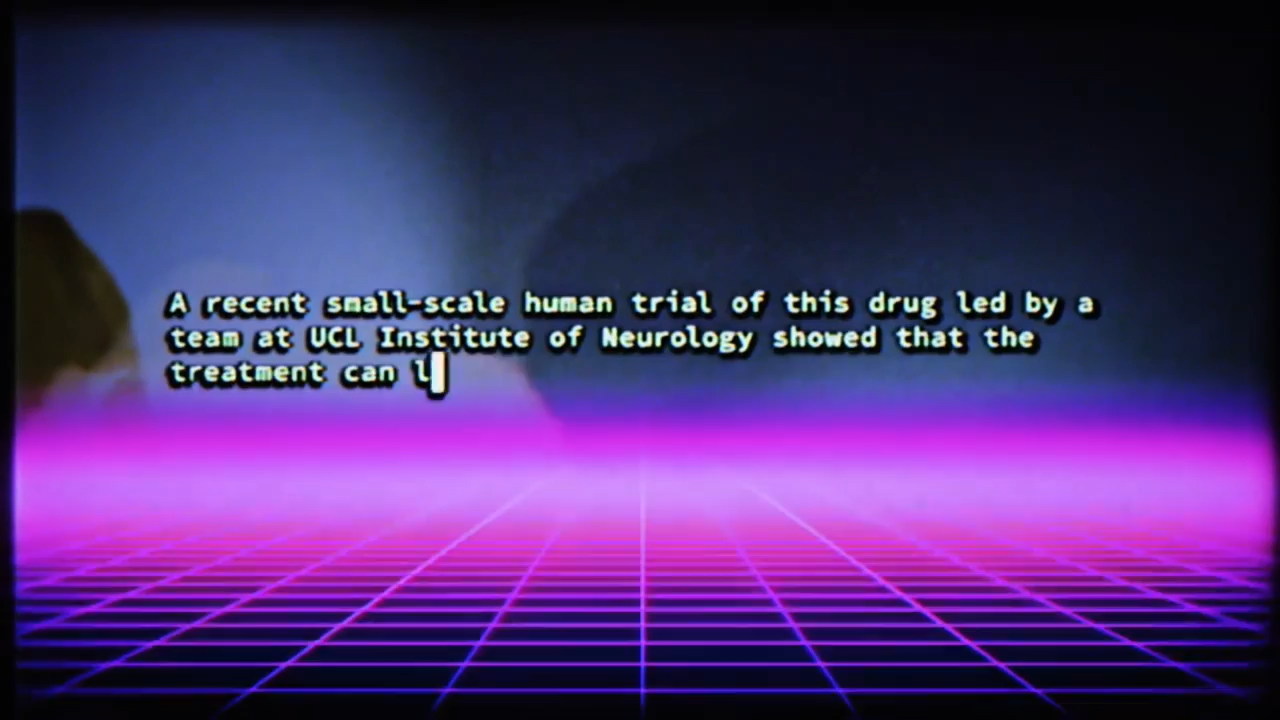 A recent small-scale human trial of this drug led by a
team at UCL Institute of Neurology showed that the
treatment can l